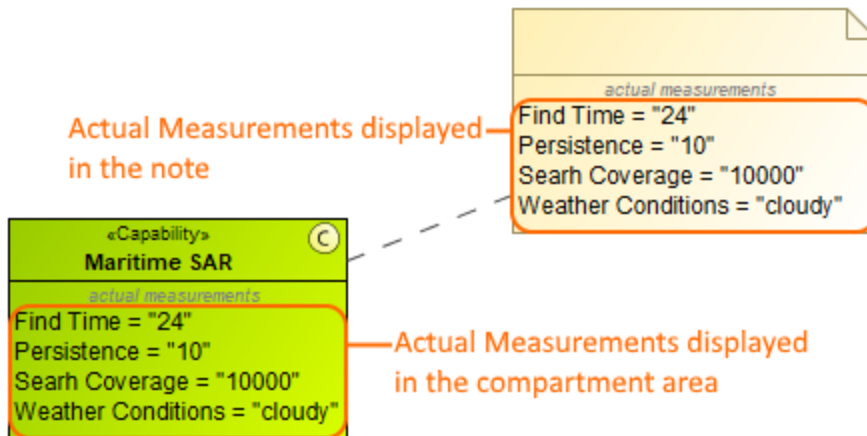 actual measurements
Find Time = "24"
Persistence = "10"
Searh Coverage = "10000"
Weather Conditions = "cloudy"
Actual Measurements displayed
in the note
«Capability»
C
Maritime SAR
actual measurements
Find Time = "24"
Persistence = "10"
Searh Coverage = "10000"
Weather Conditions = "cloudy"
Actual Measurements displayed
in the compartment area